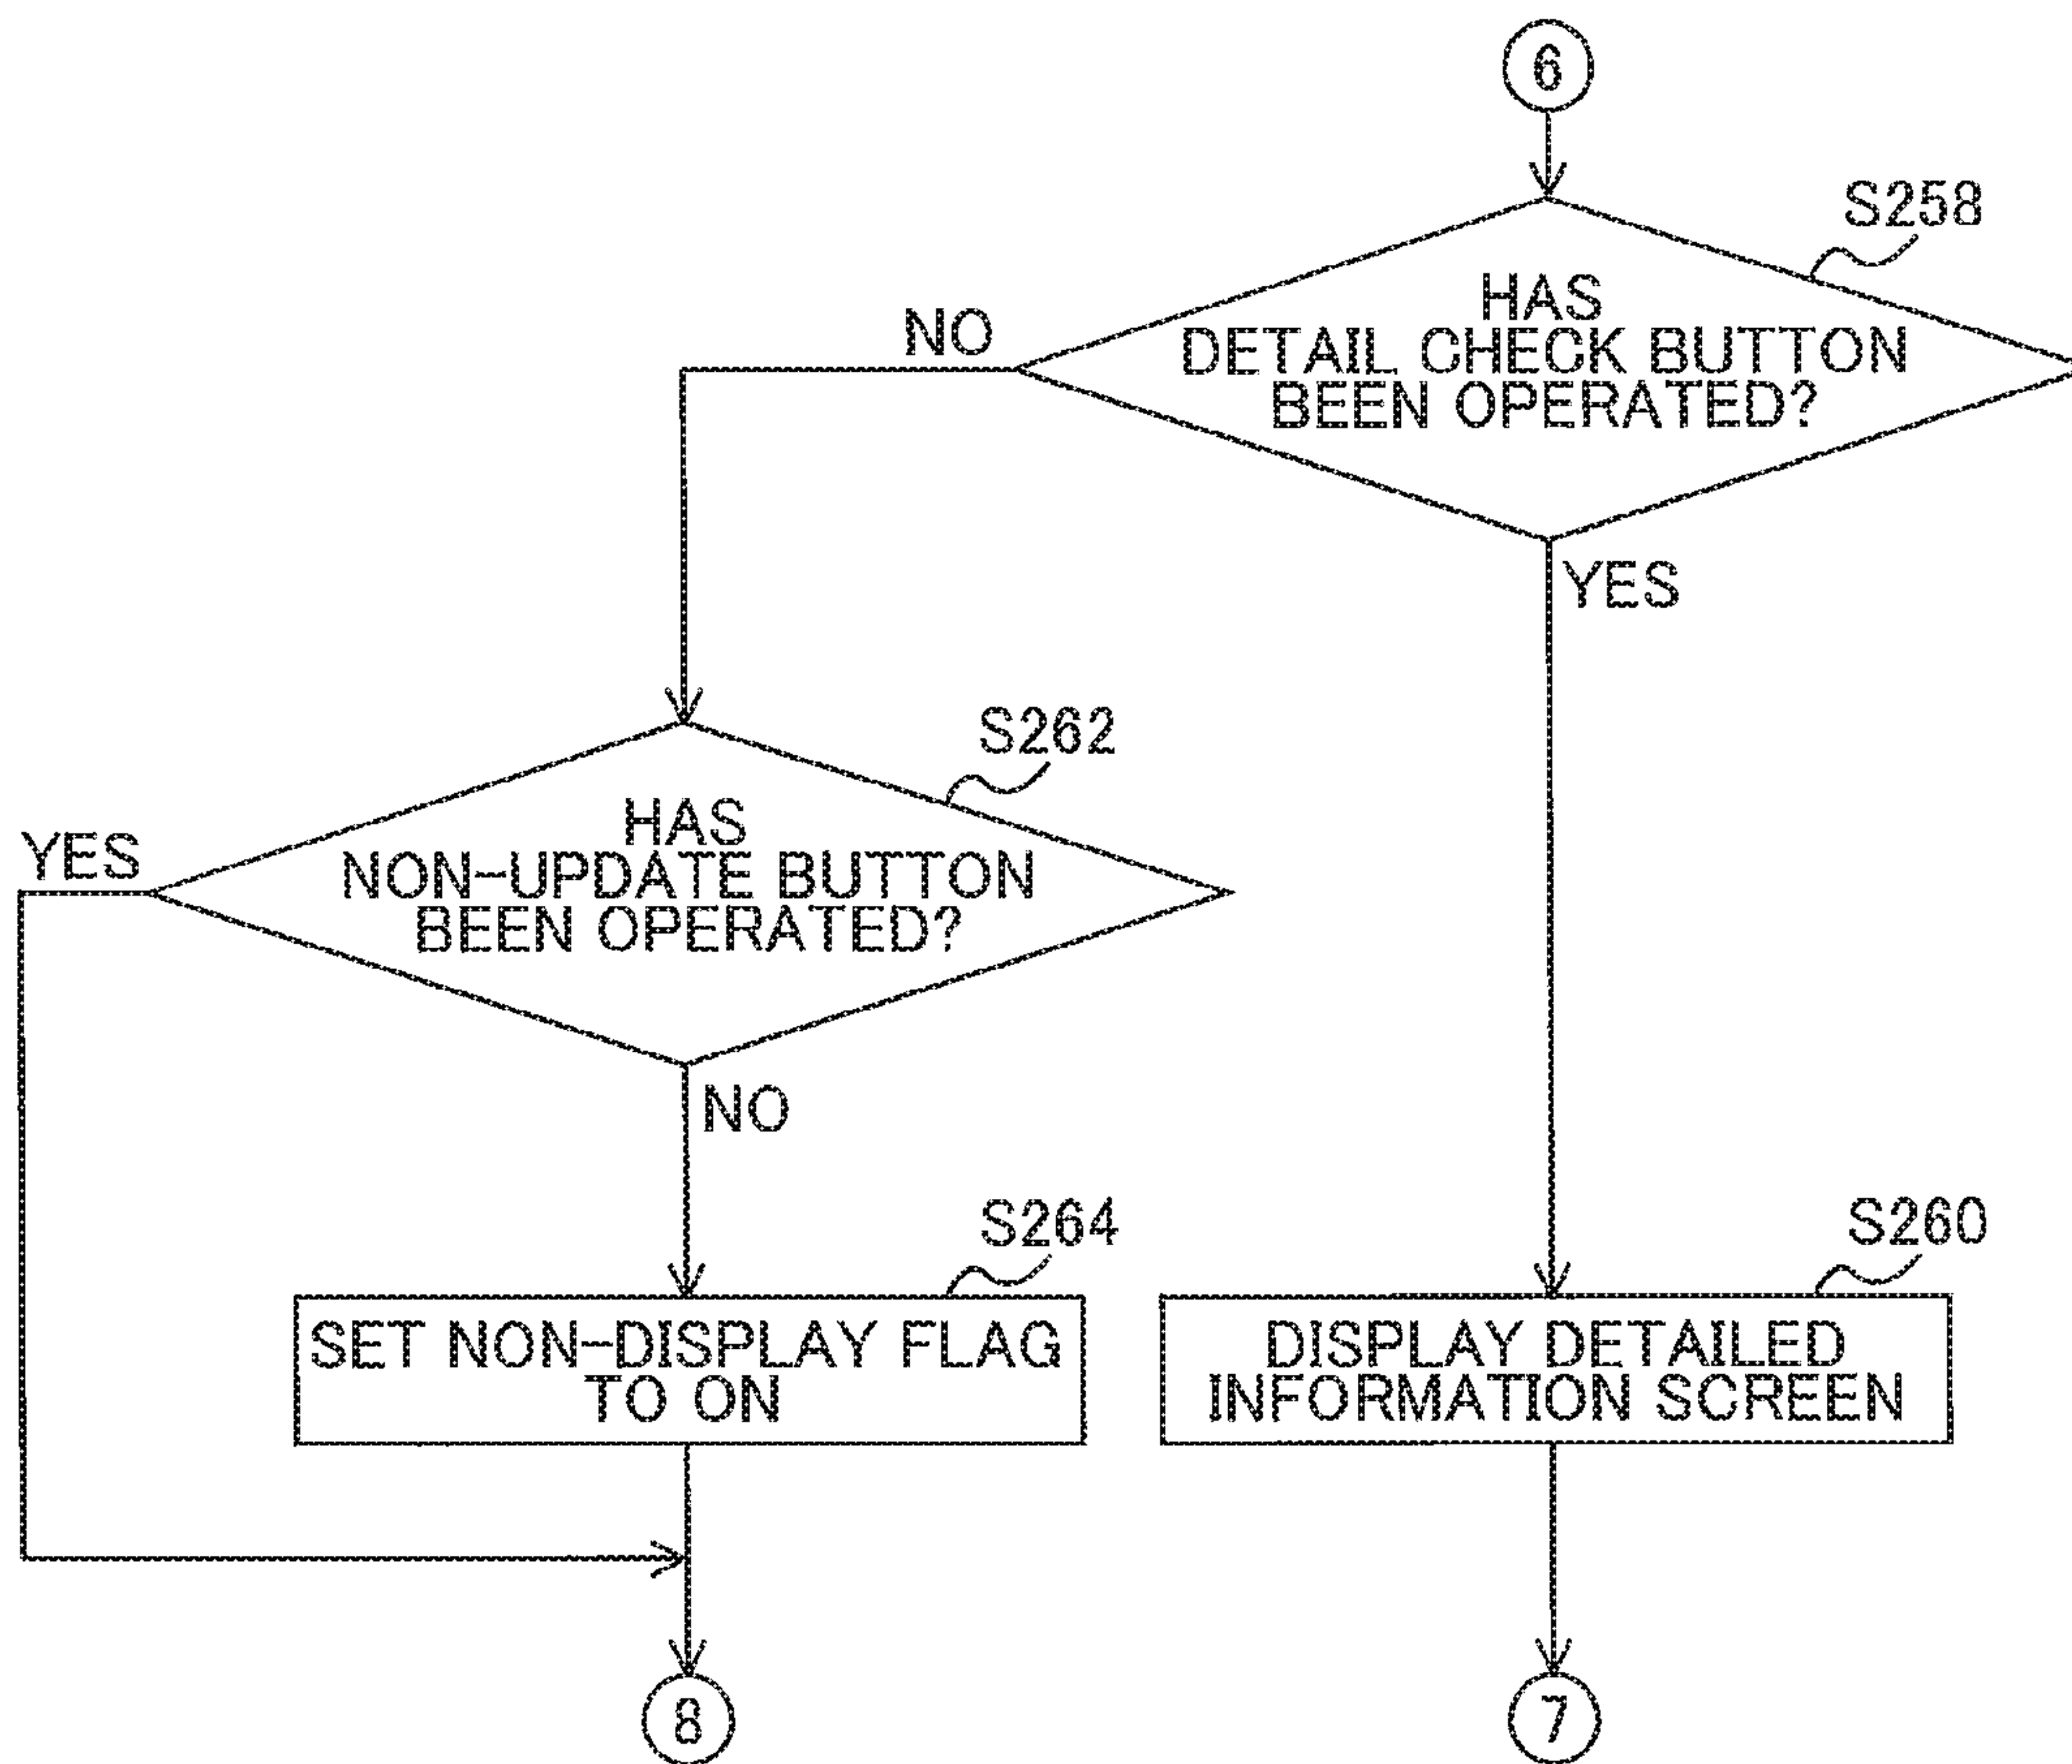 6
S258
HAS
DETAIL CHECK BUTTON
BEEN OPERATED?
NO
YES
S262
HAS
NON-UPDATE BUTTON
BEEN OPERATED?
YES
NO
S264
SET NON-DISPLAY FLAG
TO ON
S260
DISPLAY DETAILED
INFORMATION SCREEN
8
7